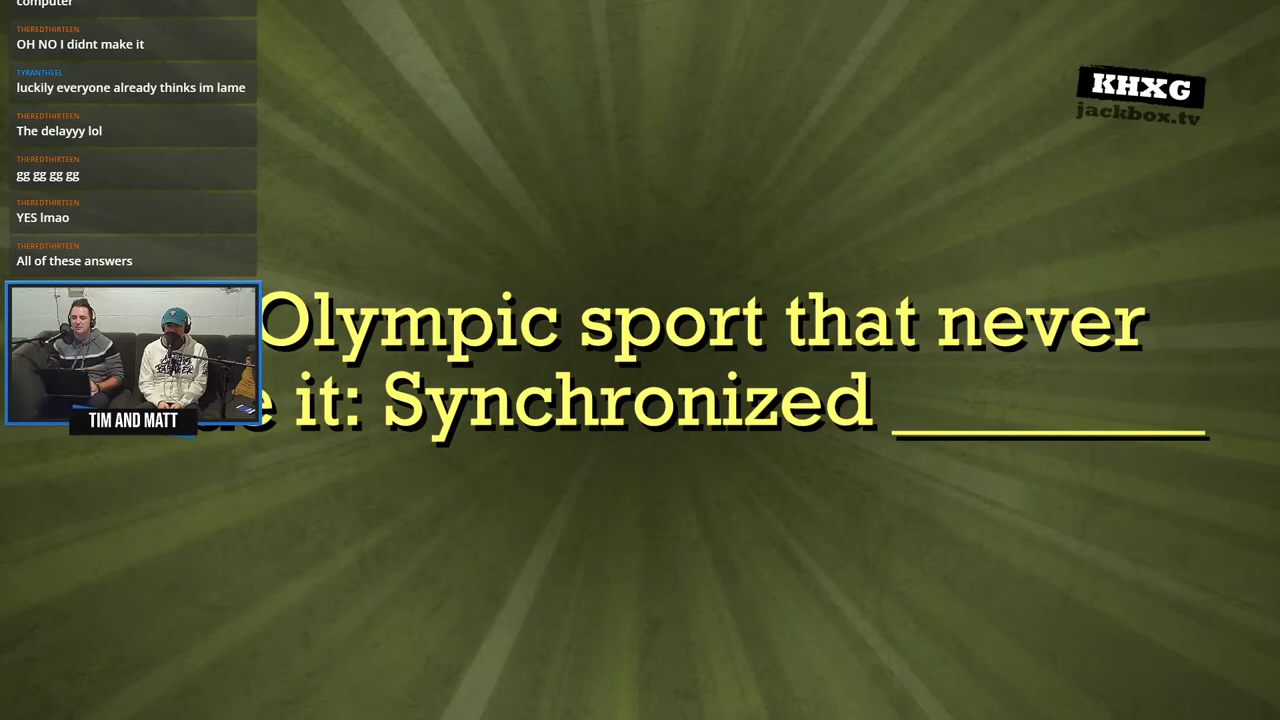 computer
THEREDTHIRTEEN
OH NO I didnt make it
TYRANTHEEL
luckily everyone already thinks im lame
THEREDTHIRTEEN
The delayyy lol
THEREDTHIRTEEN
gg gg gg gg
THEREDTHIRTEEN
YES lmao
THEREDTHIRTEEN
All of these answers
KHXG
jackbox.tv
Olympic sport that never
e it: Synchronized __________
TIM AND MATT